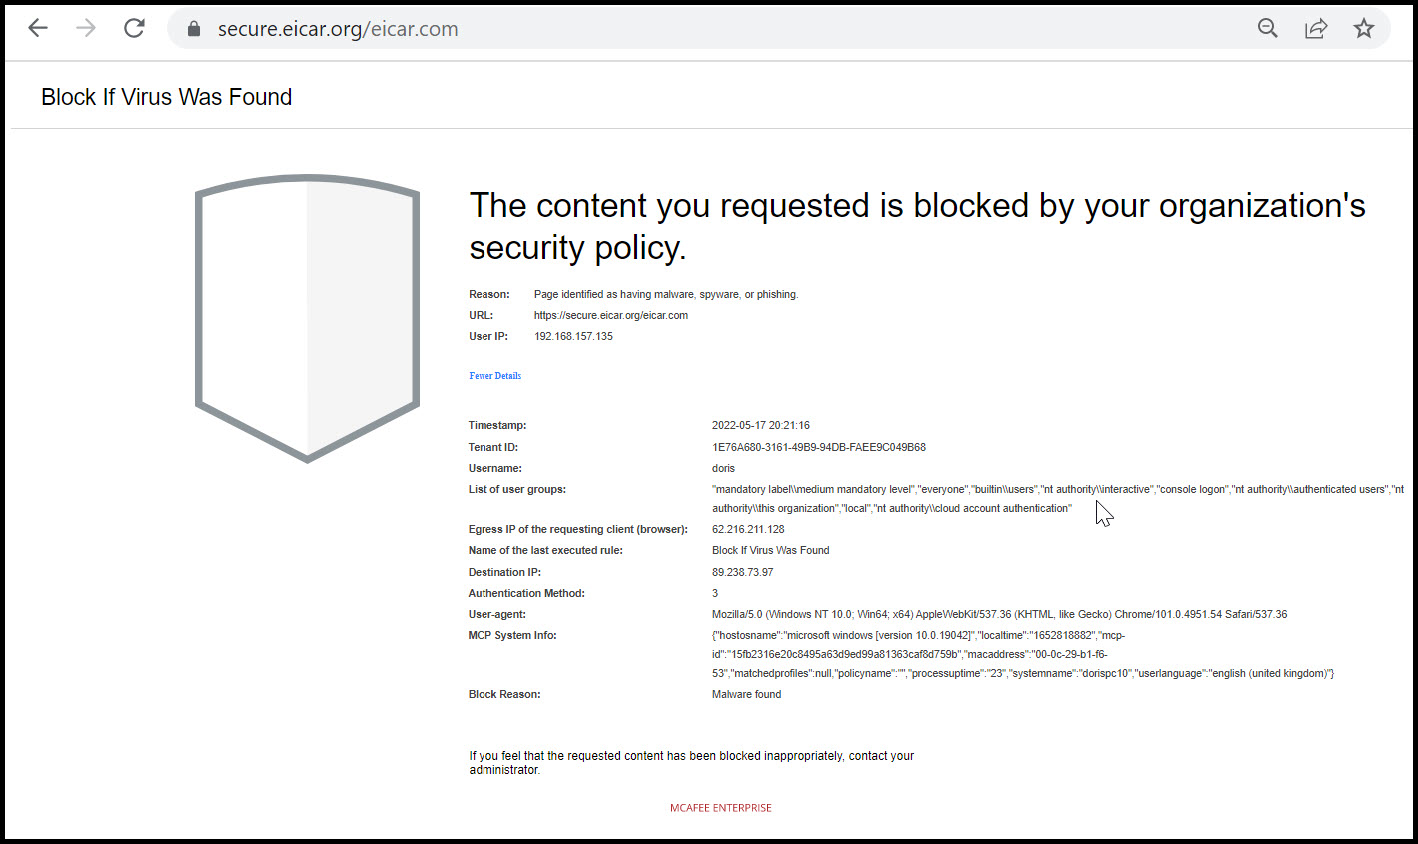 secure.eicar.org/eicar.com
Block If Virus Was Found
The content you requested is blocked by your organization's
security policy.
Reason: Page identified as having malware, spyware, or phishing.
URL: https://secure.eicar.org/eicar.com
User IP: 192.168.157.135
Fewer Details
Timestamp: 2022-05-17 20:21:16
Tenant ID: 1E76A680-3161-49B9-94DB-FAEE9C049B68
Username: doris
List of user groups: "mandatory label\\medium mandatory level","everyone","builtin\\users","nt authority\\interactive","console logon","nt authority\\authenticated users","nt
authority\\this organization","local","nt authority\\cloud account authentication"
Egress IP of the requesting client (browser): 62.216.211.128
Name of the last executed rule: Block If Virus Was Found
Destination IP: 89.238.73.97
Authentication Method: 3
User-agent: Mozilla/5.0 (Windows NT 10.0; Win64; x64) AppleWebKit/537.36 (KHTML, like Gecko) Chrome/101.0.4951.54 Safari/537.36
MCP System Info: {"hostosname":"microsoft windows [version 10.0.19042]","localtime":"1652818882","mcp-
id":"15fb2316e20c8495a63d9ed99a81363caf8d759b","macaddress":"00-0c-29-b1-f6-
53","matchedprofiles":null,"policyname":"","processuptime":"23","systemname":"dorispc10","userlanguage":"english (united kingdom)"}
Block Reason: Malware found
If you feel that the requested content has been blocked inappropriately, contact your
administrator.
MCAFEE ENTERPRISE